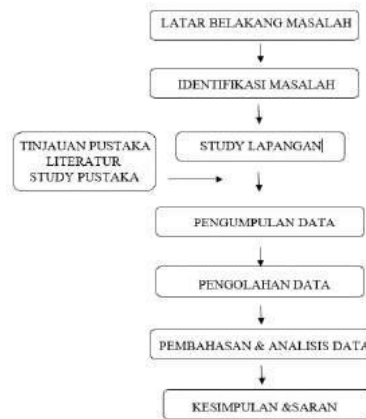 LATAR BELAKANG MASALAH
IDENTIFIKASI MASALAH
TINJAUAN PUSTAKA
LITERATUR
STUDY PUSTAKA
STUDY LAPANGAN
PENGUMPULAN DATA
PENGOLAHAN DATA
PEMBAHASAN & ANALISIS DATA
KESIMPULAN &SARAN